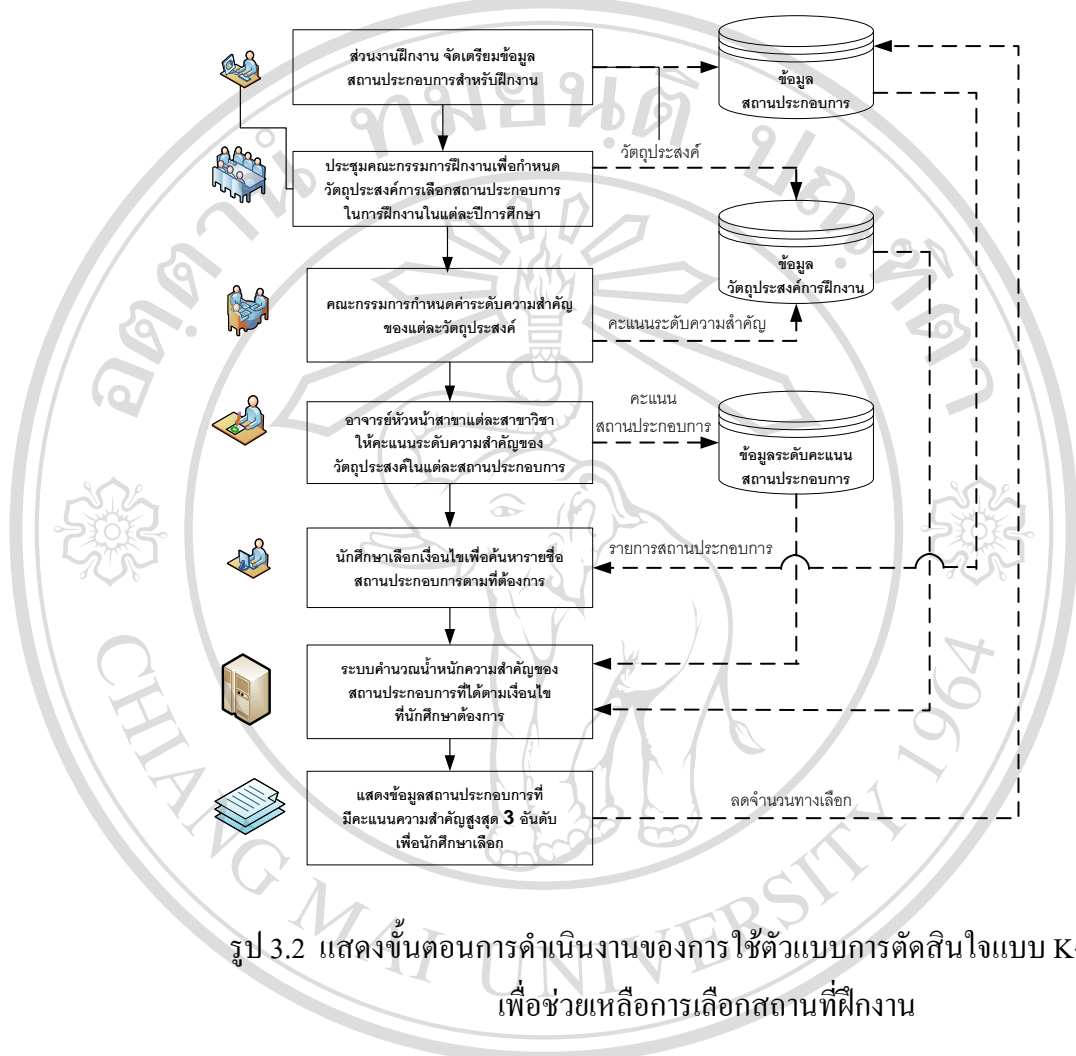 ส่วนงานฝึกงาน จัดเตรียมข้อมูล
สถานประกอบการสำหรับฝึกงาน
ข้อมูล
สถานประกอบการ
วัตถุประสงค์
ประชุมคณะกรรมการฝึกงานเพื่อกำหนด
วัตถุประสงค์การเลือกสถานประกอบการ
ในการฝึกงานในแต่ละปีการศึกษา
ข้อมูล
วัตถุประสงค์การฝึกงาน
คณะกรรมการกำหนดค่าระดับความสำคัญ
ของแต่ละวัตถุประสงค์
คะแนนระดับความสำคัญ
อาจารย์หัวหน้าสาขาแต่ละสาขาวิชา
ให้คะแนนระดับความสำคัญของ
วัตถุประสงค์ในแต่ละสถานประกอบการ
คะแนน
สถานประกอบการ
ข้อมูลระดับคะแนน
สถานประกอบการ
นักศึกษาเลือกเงื่อนไขเพื่อค้นหารายชื่อ
สถานประกอบการตามที่ต้องการ
รายการสถานประกอบการ
ระบบคำนวณน้ำหนักความสำคัญของ
สถานประกอบการที่ได้ตามเงื่อนไข
ที่นักศึกษาต้องการ
แสดงข้อมูลสถานประกอบการที่
มีคะแนนความสำคัญสูงสุด 3 อันดับ
เพื่อนักศึกษาเลือก
ลดจำนวนทางเลือก
รูป 3.2 แสดงขั้นตอนการดำเนินงานของการใช้ตัวแบบการตัดสินใจแบบ K-
เพื่อช่วยเหลือการเลือกสถานที่ฝึกงาน
อตฺตานํ ทมยนฺติ ปณฺฑิตา
CHIANG MAI UNIVERSITY 1964